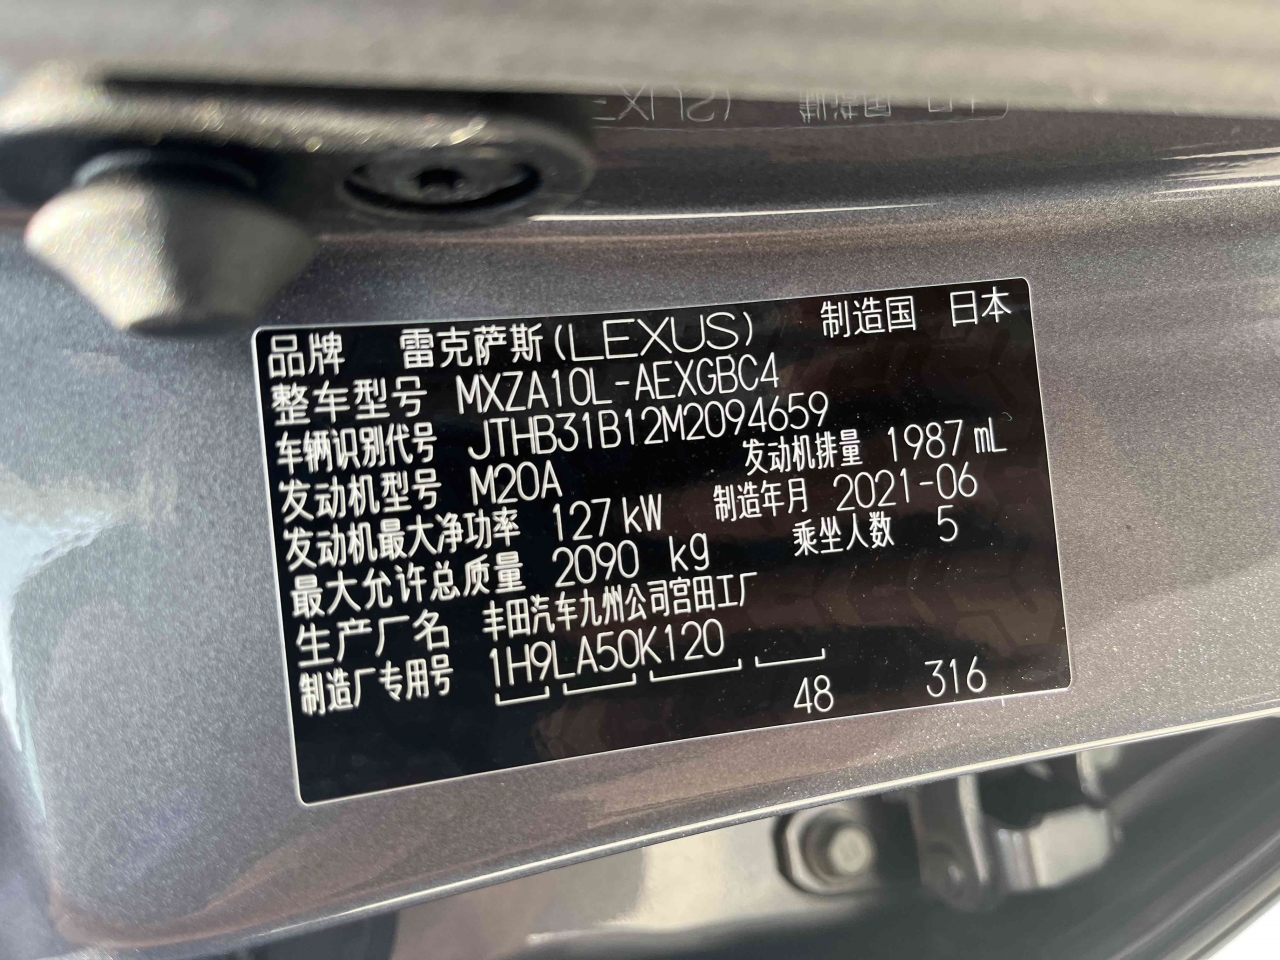 品牌 雷克萨斯(LEXUS) 制造国 日本
整车型号 MXZA10L-AEXGBC4
车辆识别代号 JTHB31B12M2094659
发动机型号 M20A 发动机排量 1987 mL
发动机最大净功率 127 kW 制造年月 2021-06
最大允许总质量 2090 kg 乘坐人数 5
生产厂名 丰田汽车九州公司宫田工厂
制造厂专用号 1H9LA50K120
48 316